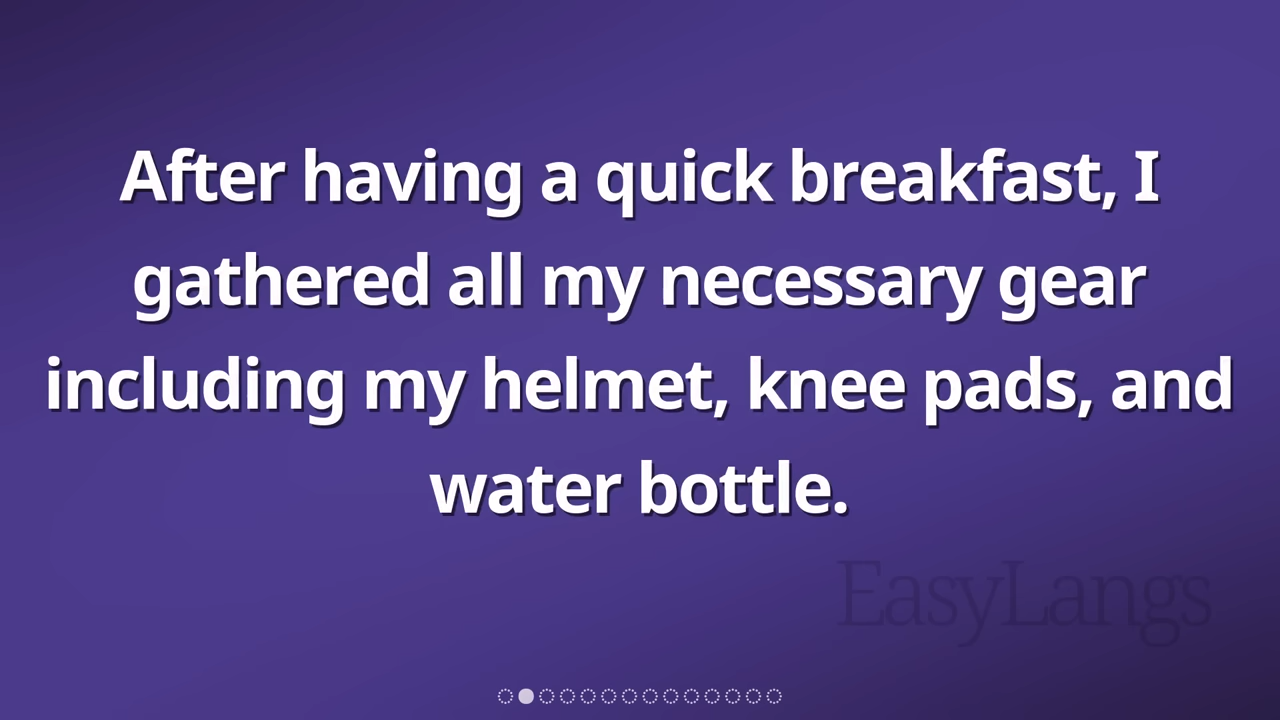 After having a quick breakfast, I
gathered all my necessary gear
including my helmet, knee pads, and
water bottle.
EasyLangs